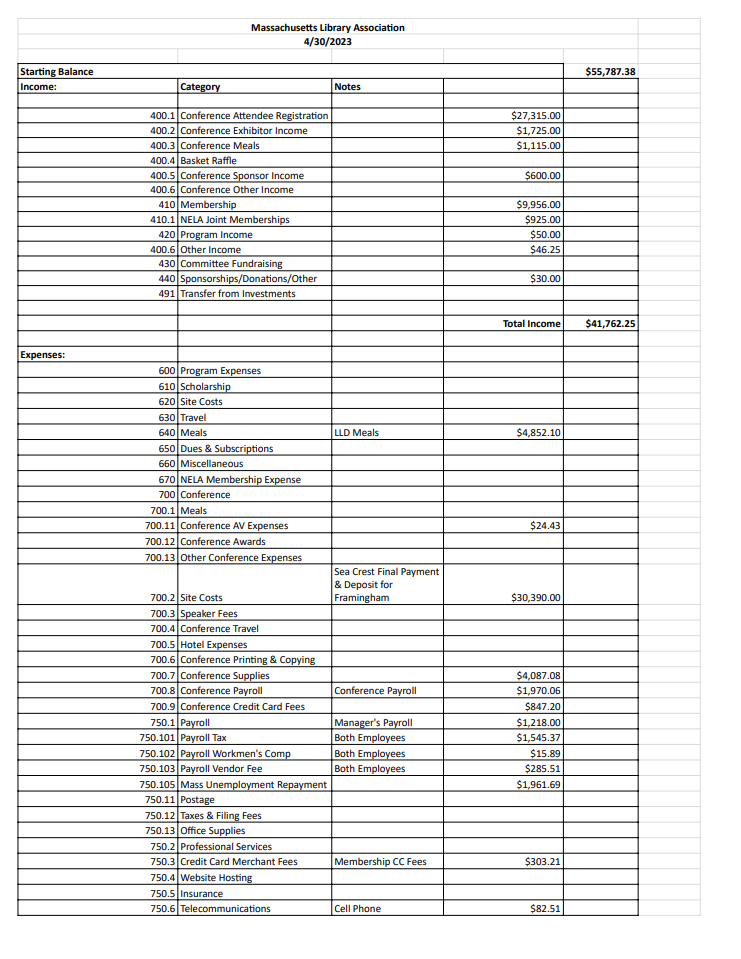 Massachusetts Library Association
4/30/2023
Starting Balance $55,787.38
Income: Category Notes
400.1 Conference Attendee Registration $27,315.00
400.2 Conference Exhibitor Income $1,725.00
400.3 Conference Meals $1,115.00
400.4 Basket Raffle
400.5 Conference Sponsor Income $600.00
400.6 Conference Other Income
410 Membership $9,956.00
410.1 NELA Joint Memberships $925.00
420 Program Income $50.00
400.6 Other Income $46.25
430 Committee Fundraising
440 Sponsorships/Donations/Other $30.00
491 Transfer from Investments
Total Income $41,762.25
Expenses:
600 Program Expenses
610 Scholarship
620 Site Costs
630 Travel
640 Meals LLD Meals $4,852.10
650 Dues & Subscriptions
660 Miscellaneous
670 NELA Membership Expense
700 Conference
700.1 Meals
700.11 Conference AV Expenses $24.43
700.12 Conference Awards
700.13 Other Conference Expenses
Sea Crest Final Payment
& Deposit for
700.2 Site Costs Framingham $30,390.00
700.3 Speaker Fees
700.4 Conference Travel
700.5 Hotel Expenses
700.6 Conference Printing & Copying
700.7 Conference Supplies $4,087.08
700.8 Conference Payroll Conference Payroll $1,970.06
700.9 Conference Credit Card Fees $847.20
750.1 Payroll Manager's Payroll $1,218.00
750.101 Payroll Tax Both Employees $1,545.37
750.102 Payroll Workmen's Comp Both Employees $15.89
750.103 Payroll Vendor Fee Both Employees $285.51
750.105 Mass Unemployment Repayment $1,961.69
750.11 Postage
750.12 Taxes & Filing Fees
750.13 Office Supplies
750.2 Professional Services
750.3 Credit Card Merchant Fees Membership CC Fees $303.21
750.4 Website Hosting
750.5 Insurance
750.6 Telecommunications Cell Phone $82.51